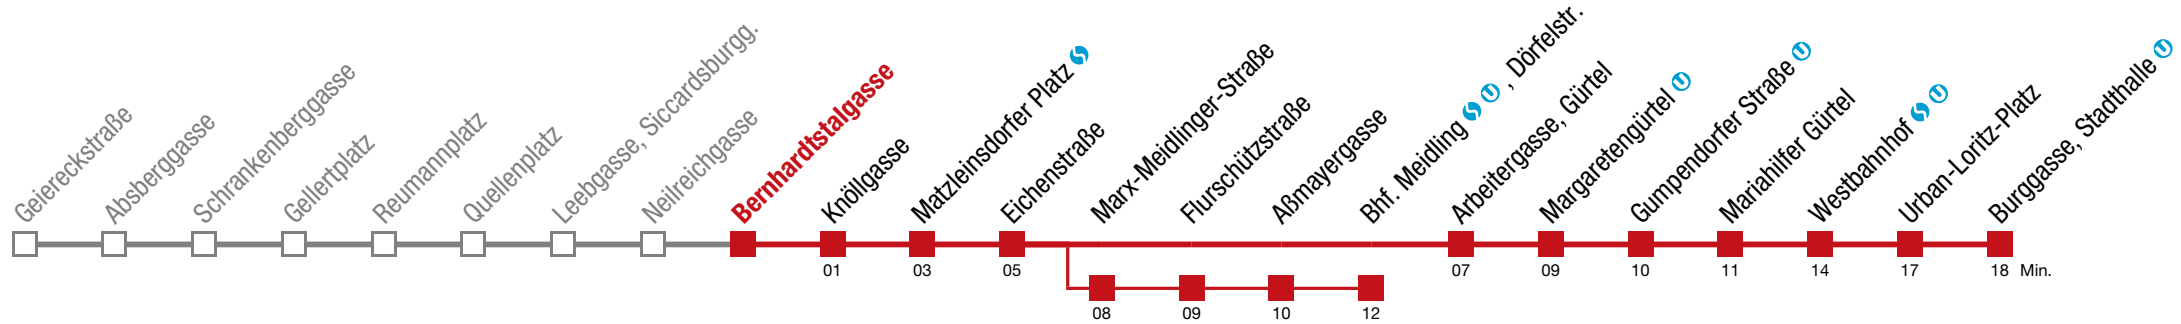 Geiereckstraße
Absberggasse
Schrankenberggasse
Gellertplatz
Reumannplatz
Quellenplatz
Leebgasse, Siccardsburgg.
Neilreichgasse
Bernhardtstalgasse
Knöllgasse
Matzleinsdorfer Platz S
Eichenstraße
Marx-Meidlinger-Straße
Flurschützstraße
Aßmayergasse
Bhf. Meidling S U , Dörfelstr.
Arbeitergasse, Gürtel
Margaretengürtel U
Gumpendorfer Straße U
Mariahilfer Gürtel
Westbahnhof S U
Urban-Loritz-Platz
Burggasse, Stadthalle U
01 03 05 07 09 10 11 14 17 18 Min.
08 09 10 12